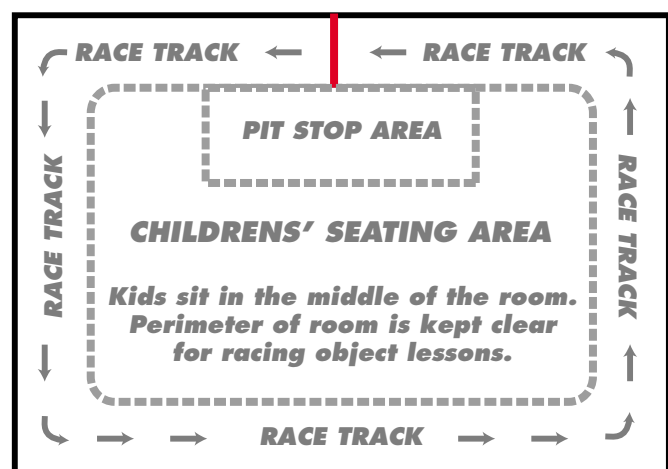 RACE TRACK
RACE TRACK
PIT STOP AREA
RACE TRACK
RACE TRACK
CHILDRENS' SEATING AREA
Kids sit in the middle of the room.
Perimeter of room is kept clear
for racing object lessons.
RACE TRACK